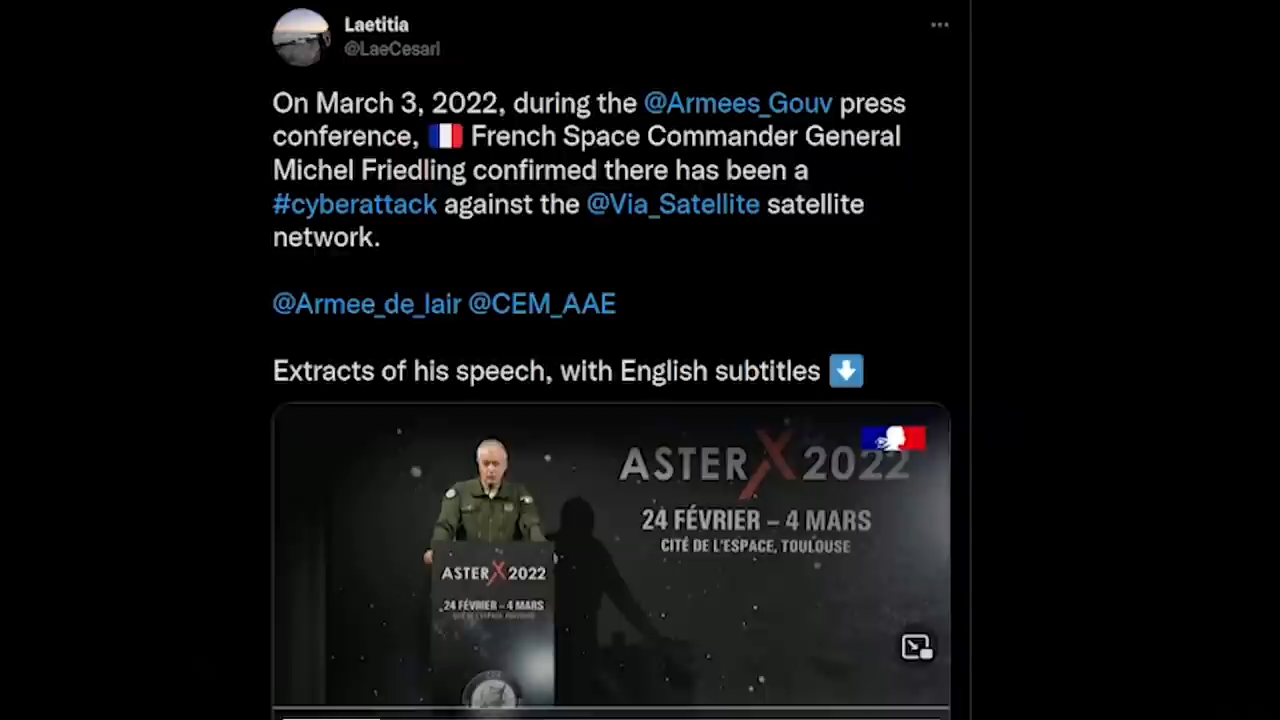 Laetitia
@LaeCesarI
On March 3, 2022, during the @Armees_Gouv press
conference, French Space Commander General
Michel Friedling confirmed there has been a
#cyberattack against the @Via_Satellite satellite
network.
@Armee_de_lair @CEM_AAE
Extracts of his speech, with English subtitles
ASTERX 2022
24 FÉVRIER – 4 MARS
CITÉ DE L'ESPACE, TOULOUSE
ASTERX 2022
24 FÉVRIER – 4 MARS